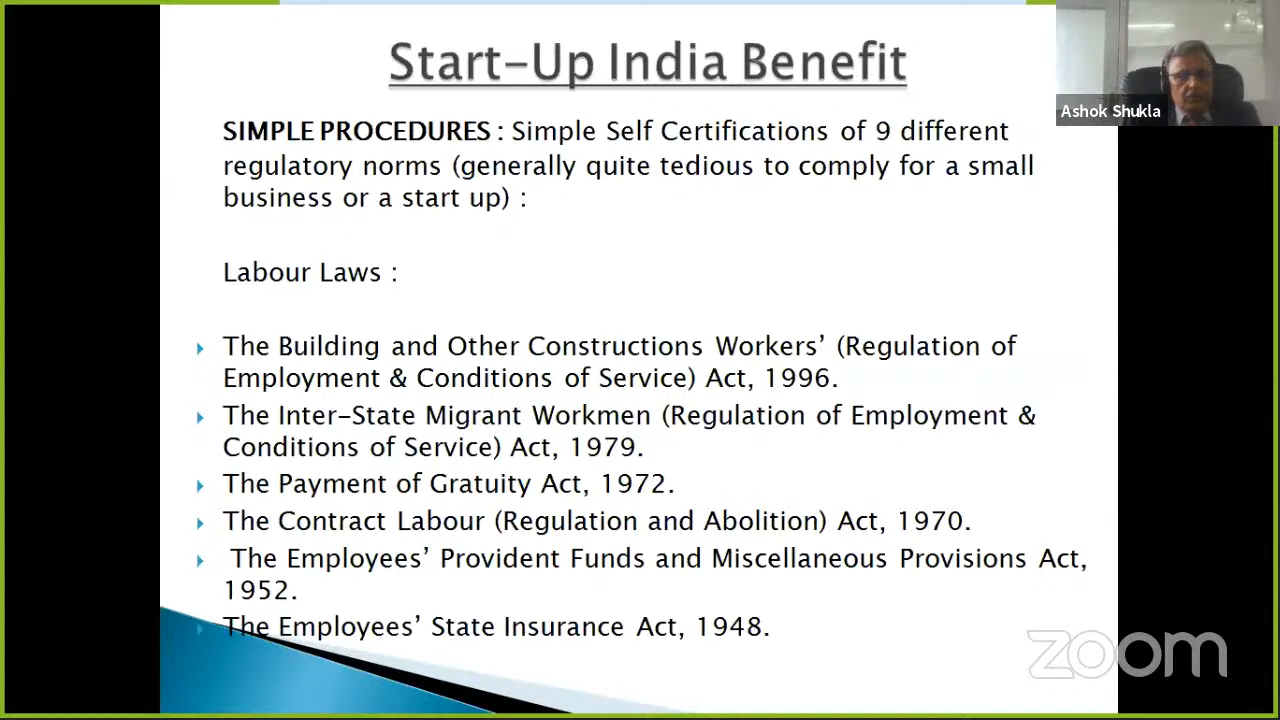 Start-Up India Benefit
Ashok Shukla
SIMPLE PROCEDURES : Simple Self Certifications of 9 different
regulatory norms (generally quite tedious to comply for a small
business or a start up) :
Labour Laws :
The Building and Other Constructions Workers’ (Regulation of
Employment & Conditions of Service) Act, 1996.
The Inter-State Migrant Workmen (Regulation of Employment &
Conditions of Service) Act, 1979.
The Payment of Gratuity Act, 1972.
The Contract Labour (Regulation and Abolition) Act, 1970.
The Employees’ Provident Funds and Miscellaneous Provisions Act,
1952.
The Employees’ State Insurance Act, 1948.
zoom